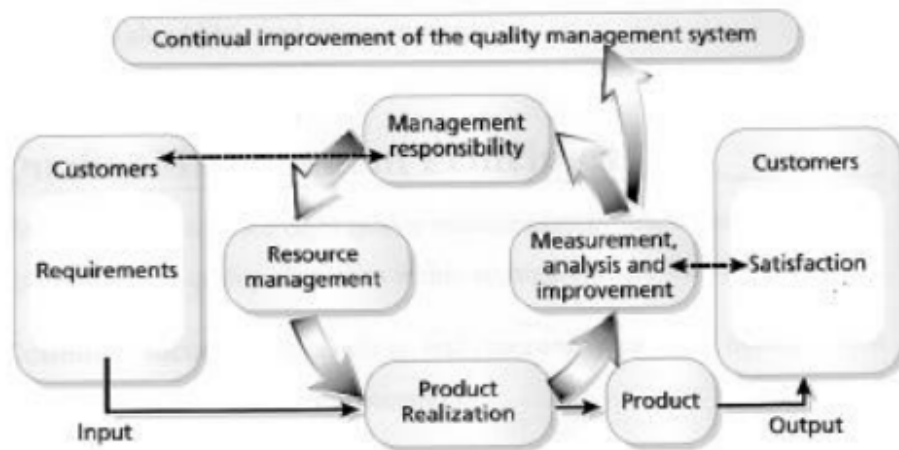 Continual improvement of the quality management system
Management
responsibility
Customers
Customers
Requirements
Resource
management
Measurement,
analysis and
improvement
Satisfaction
Product
Realization
Product
Input
Output